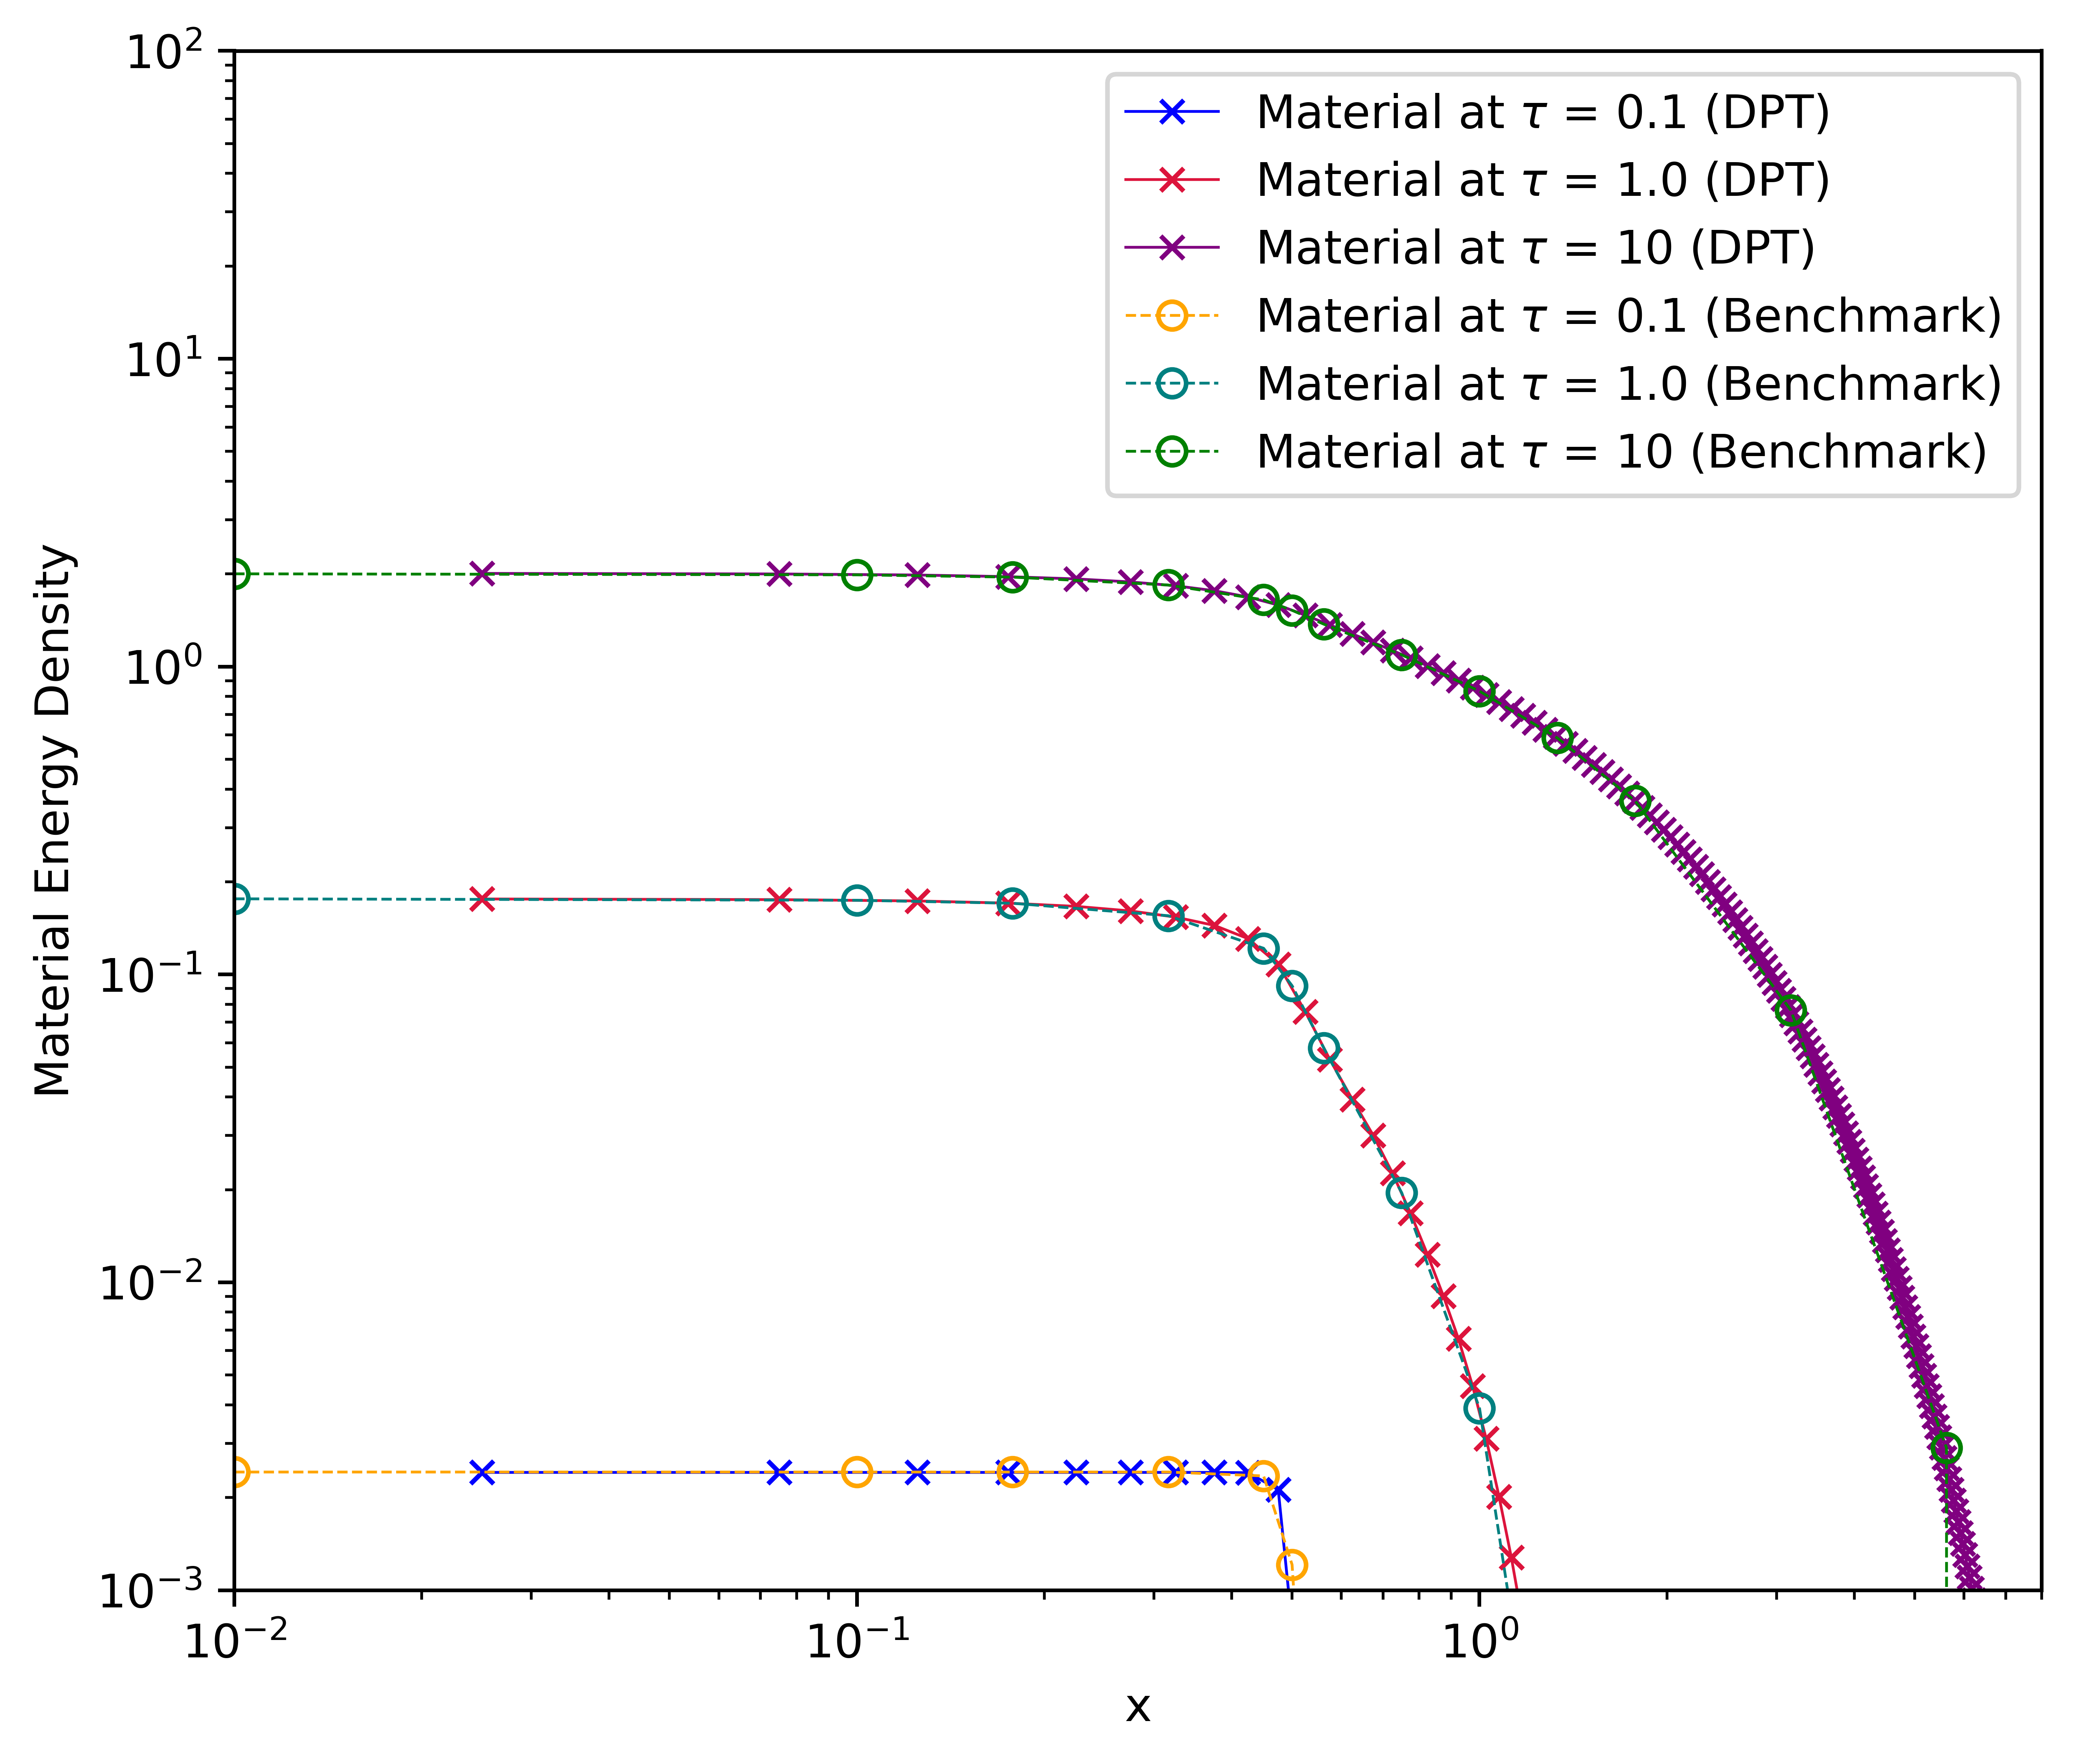 10²
10¹
10⁰
10⁻¹
10⁻²
10⁻³
Material Energy Density
Material at τ = 0.1 (DPT)
Material at τ = 1.0 (DPT)
Material at τ = 10 (DPT)
Material at τ = 0.1 (Benchmark)
Material at τ = 1.0 (Benchmark)
Material at τ = 10 (Benchmark)
10⁻² 10⁻¹ 10⁰
x